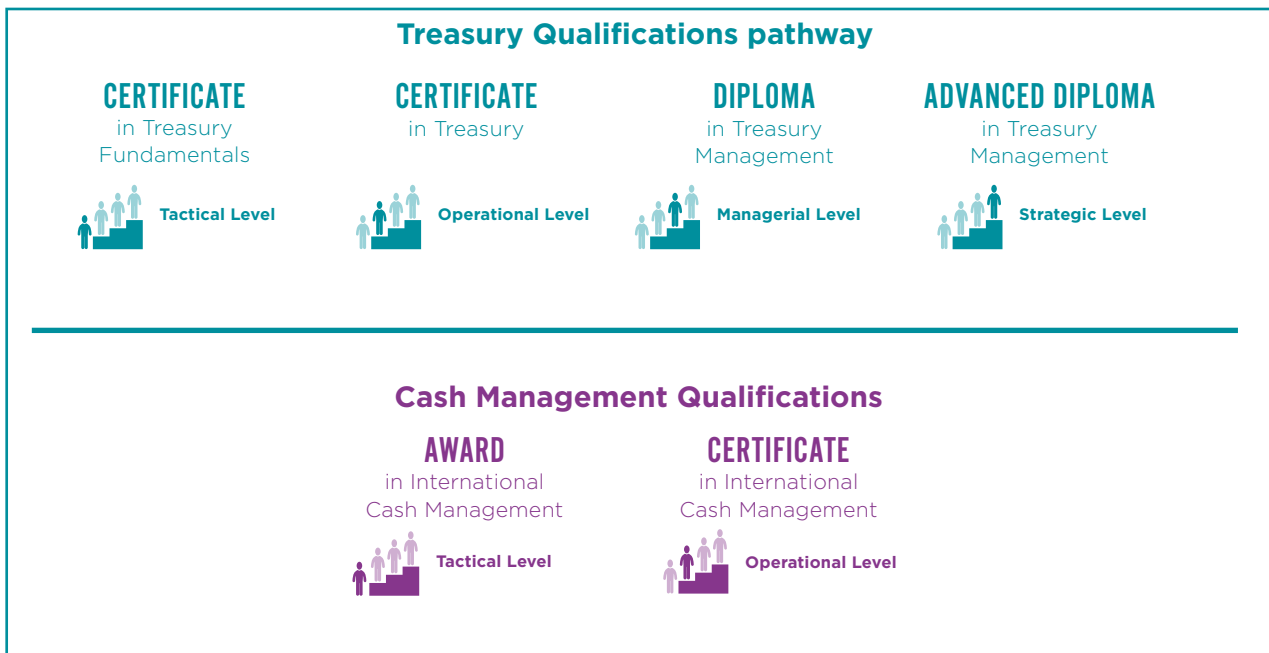 Treasury Qualifications pathway
CERTIFICATE
in Treasury
Fundamentals
Tactical Level
CERTIFICATE
in Treasury
Operational Level
DIPLOMA
in Treasury
Management
Managerial Level
ADVANCED DIPLOMA
in Treasury
Management
Strategic Level
Cash Management Qualifications
AWARD
in International
Cash Management
Tactical Level
CERTIFICATE
in International
Cash Management
Operational Level